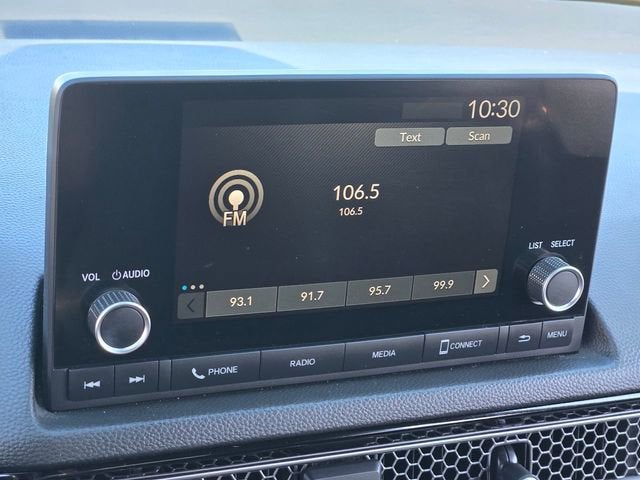 10:30
Text Scan
106.5
106.5
FM
LIST SELECT
VOL AUDIO
93.1 91.7 95.7 99.9
PHONE RADIO MEDIA CONNECT MENU